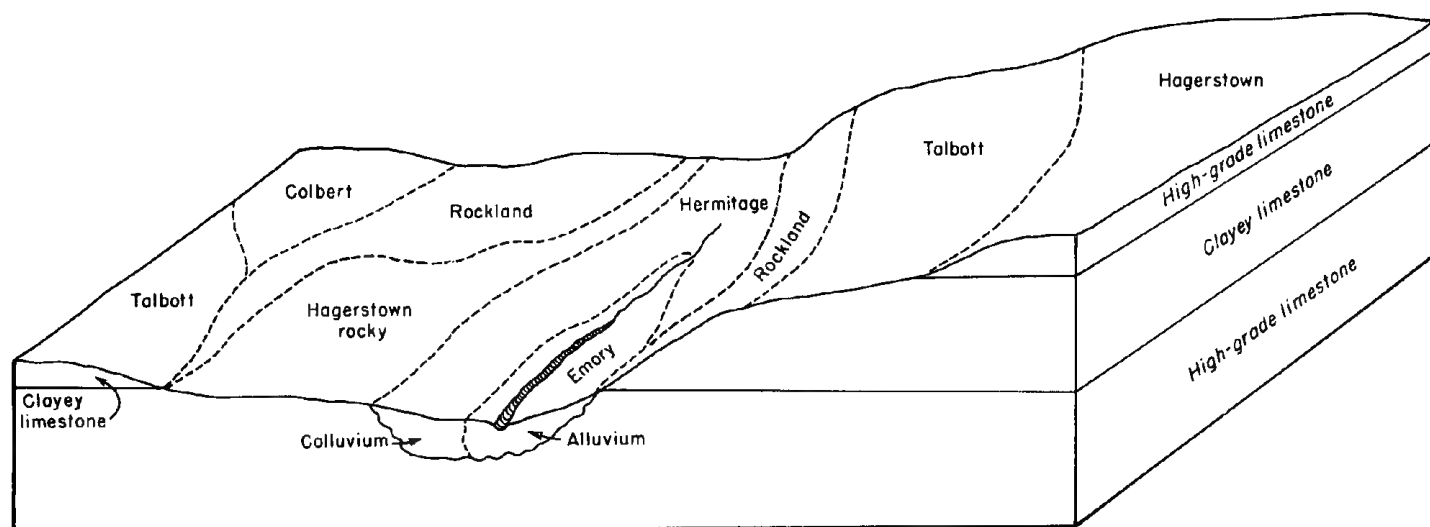 Hagerstown
High-grade limestone
Talbott
Clayey limestone
High-grade limestone
Colbert
Rockland
Hermitage
Rockland
Talbott
Hagerstown
rocky
Emory
Clayey
limestone
Colluvium
Alluvium